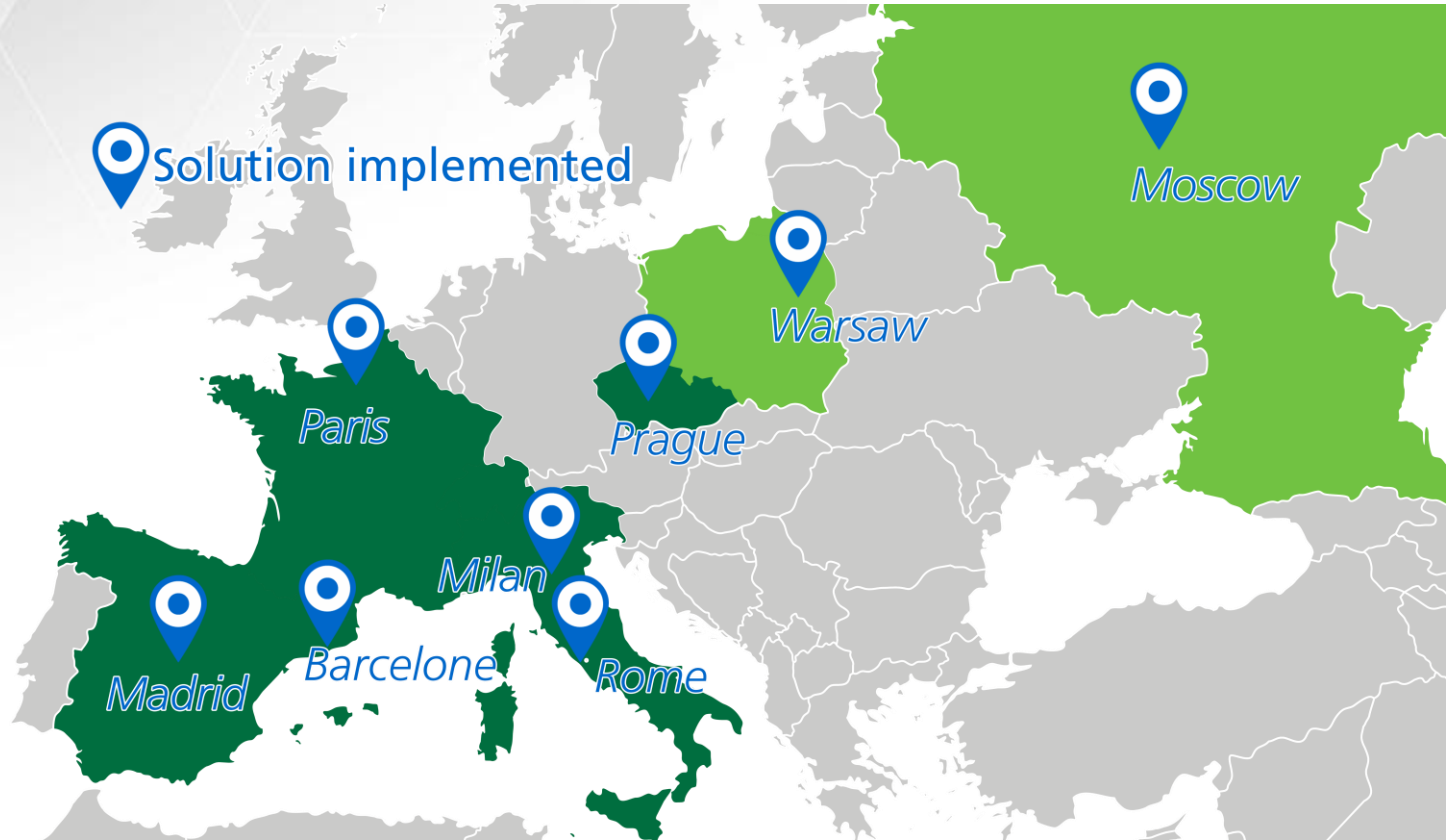 Solution implemented
Moscow
Warsaw
Paris
Prague
Milan
Barcelone
Rome
Madrid